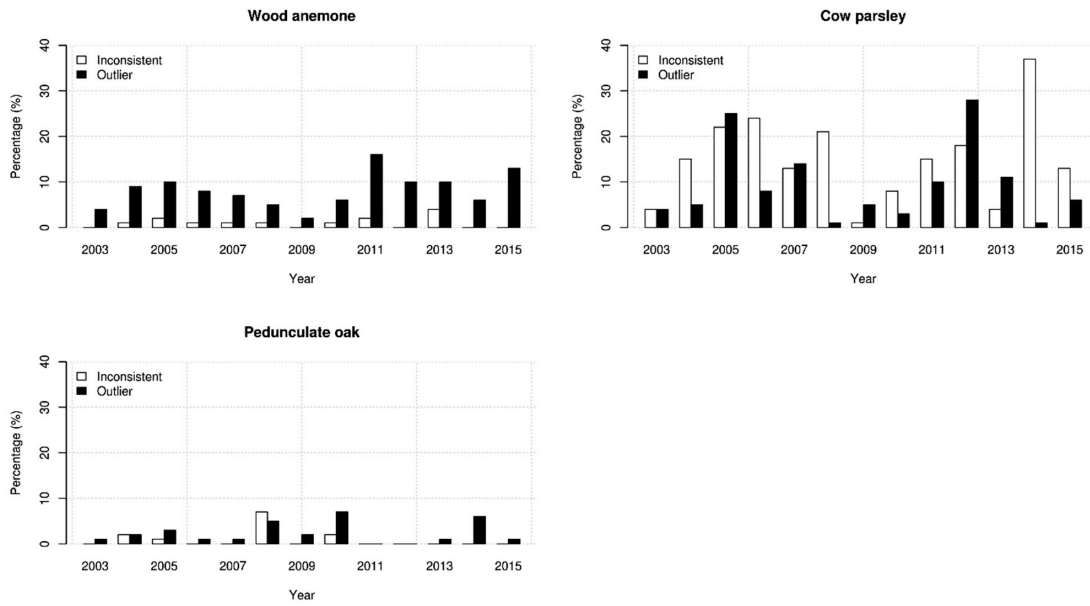 Wood anemone
40
30
20
10
0
Percentage (%)
Inconsistent
Outlier
2003 2005 2007 2009 2011 2013 2015
Year
Cow parsley
40
30
20
10
0
Percentage (%)
Inconsistent
Outlier
2003 2005 2007 2009 2011 2013 2015
Year
Pedunculate oak
40
30
20
10
0
Percentage (%)
Inconsistent
Outlier
2003 2005 2007 2009 2011 2013 2015
Year